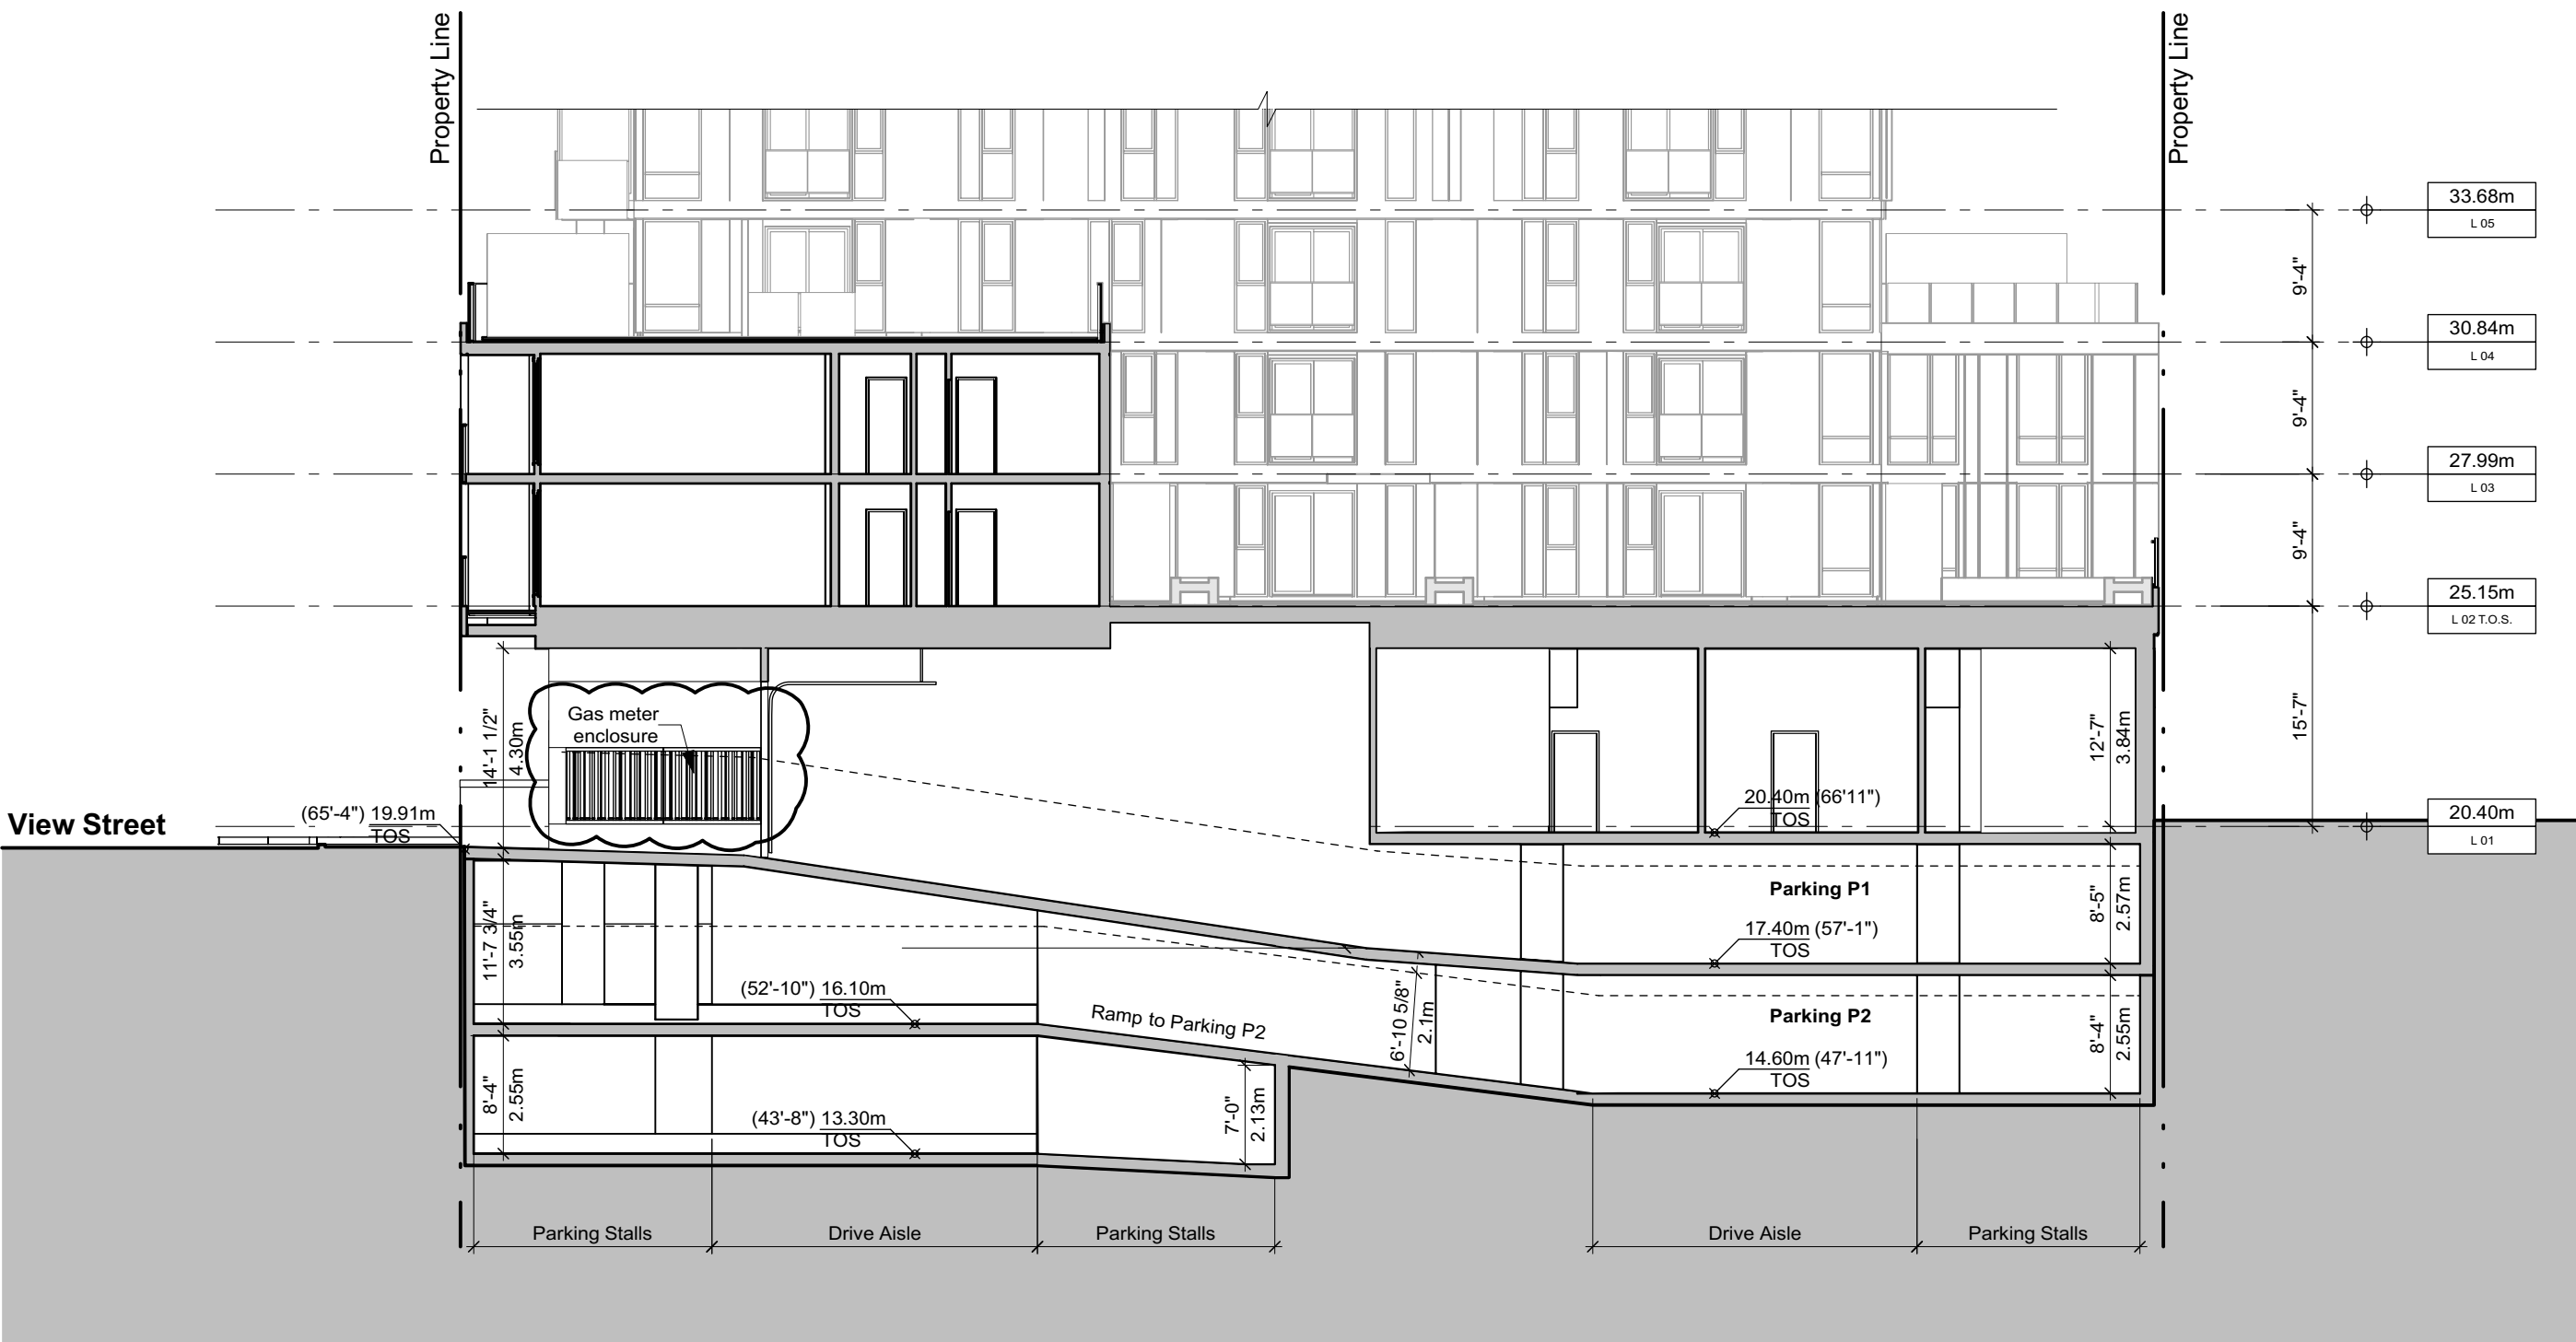 Property Line
Property Line
33.68m
L 05
9'-4"
30.84m
L 04
9'-4"
27.99m
L 03
9'-4"
25.15m
L 02 T.O.S.
15'-7"
20.40m
L 01
Gas meter
enclosure
14'-1 1/2"
4.30m
12'-7"
3.84m
View Street
(65'-4") 19.91m
TOS
20.40m (66'11")
TOS
Parking P1
17.40m (57'-1")
TOS
8'-5"
2.57m
11'-7 3/4"
3.55m
(52'-10") 16.10m
TOS
Ramp to Parking P2
6'-10 5/8"
2.1m
Parking P2
14.60m (47'-11")
TOS
8'-4"
2.55m
8'-4"
2.55m
(43'-8") 13.30m
TOS
7'-0"
2.13m
Parking Stalls
Drive Aisle
Parking Stalls
Drive Aisle
Parking Stalls